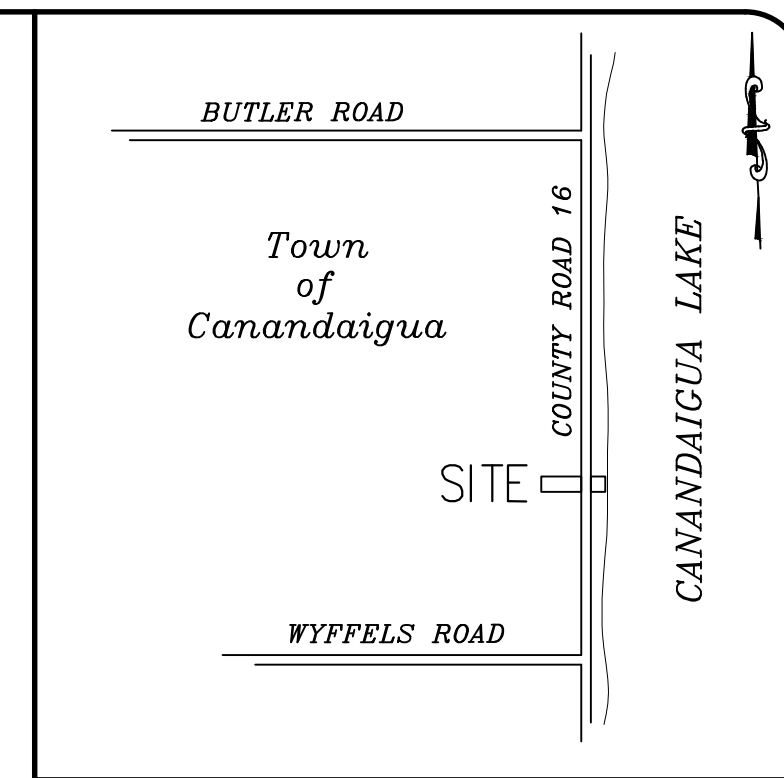 BUTLER ROAD
Town
of
Canandaigua
COUNTY ROAD 16
CANANDAIGUA LAKE
SITE
WYFFELS ROAD